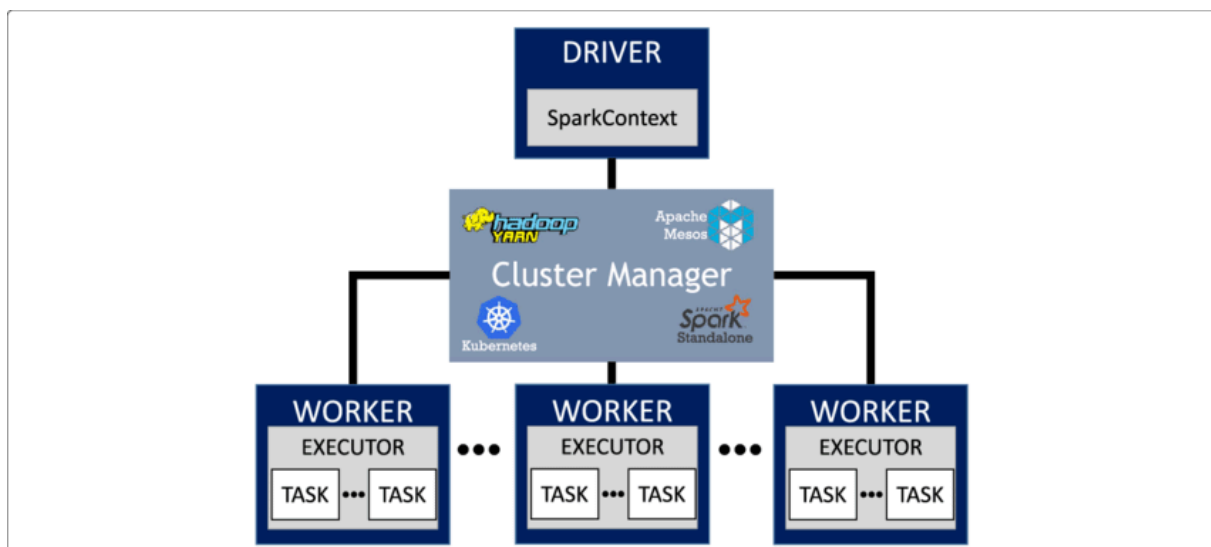 DRIVER
SparkContext
hadoop
YARN
Apache
Mesos
Cluster Manager
Kubernetes
APACHE
Spark
Standalone
WORKER
EXECUTOR
TASK ••• TASK
•••
WORKER
EXECUTOR
TASK ••• TASK
•••
WORKER
EXECUTOR
TASK ••• TASK